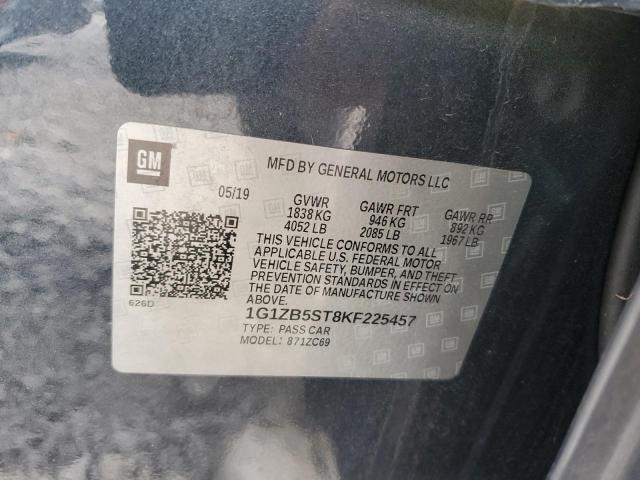 GM
MFD BY GENERAL MOTORS LLC
05/19
GVWR
1838 KG
4052 LB
GAWR FRT
946 KG
2085 LB
GAWR RR
892 KG
1967 LB
THIS VEHICLE CONFORMS TO ALL
APPLICABLE U.S. FEDERAL MOTOR
VEHICLE SAFETY, BUMPER, AND THEFT
PREVENTION STANDARDS IN EFFECT ON
THE DATE OF MANUFACTURE SHOWN
ABOVE.
626D
1G1ZB5ST8KF225457
TYPE: PASS CAR
MODEL: 871ZC69